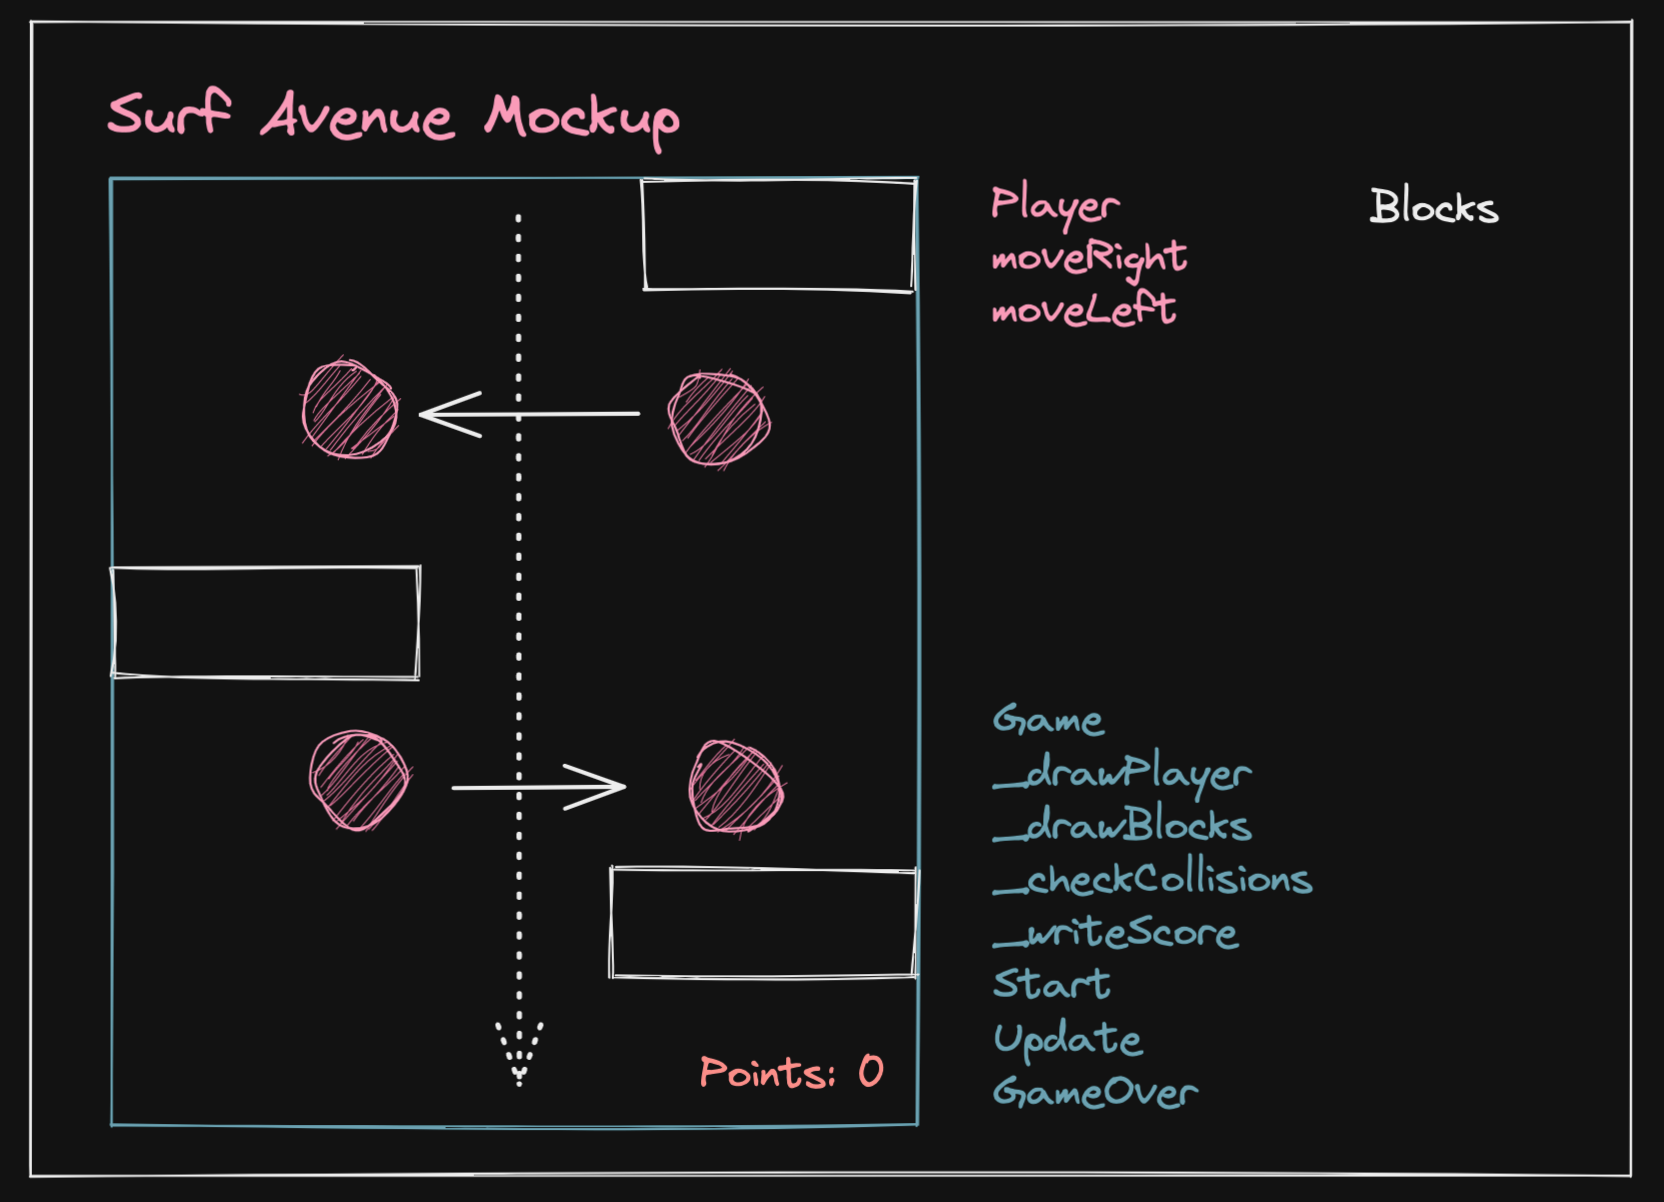 Surf Avenue Mockup
Player
moveRight
moveLeft
Blocks
Game
_drawPlayer
_drawBlocks
_checkCollisions
_writeScore
Start
Update
GameOver
Points: 0